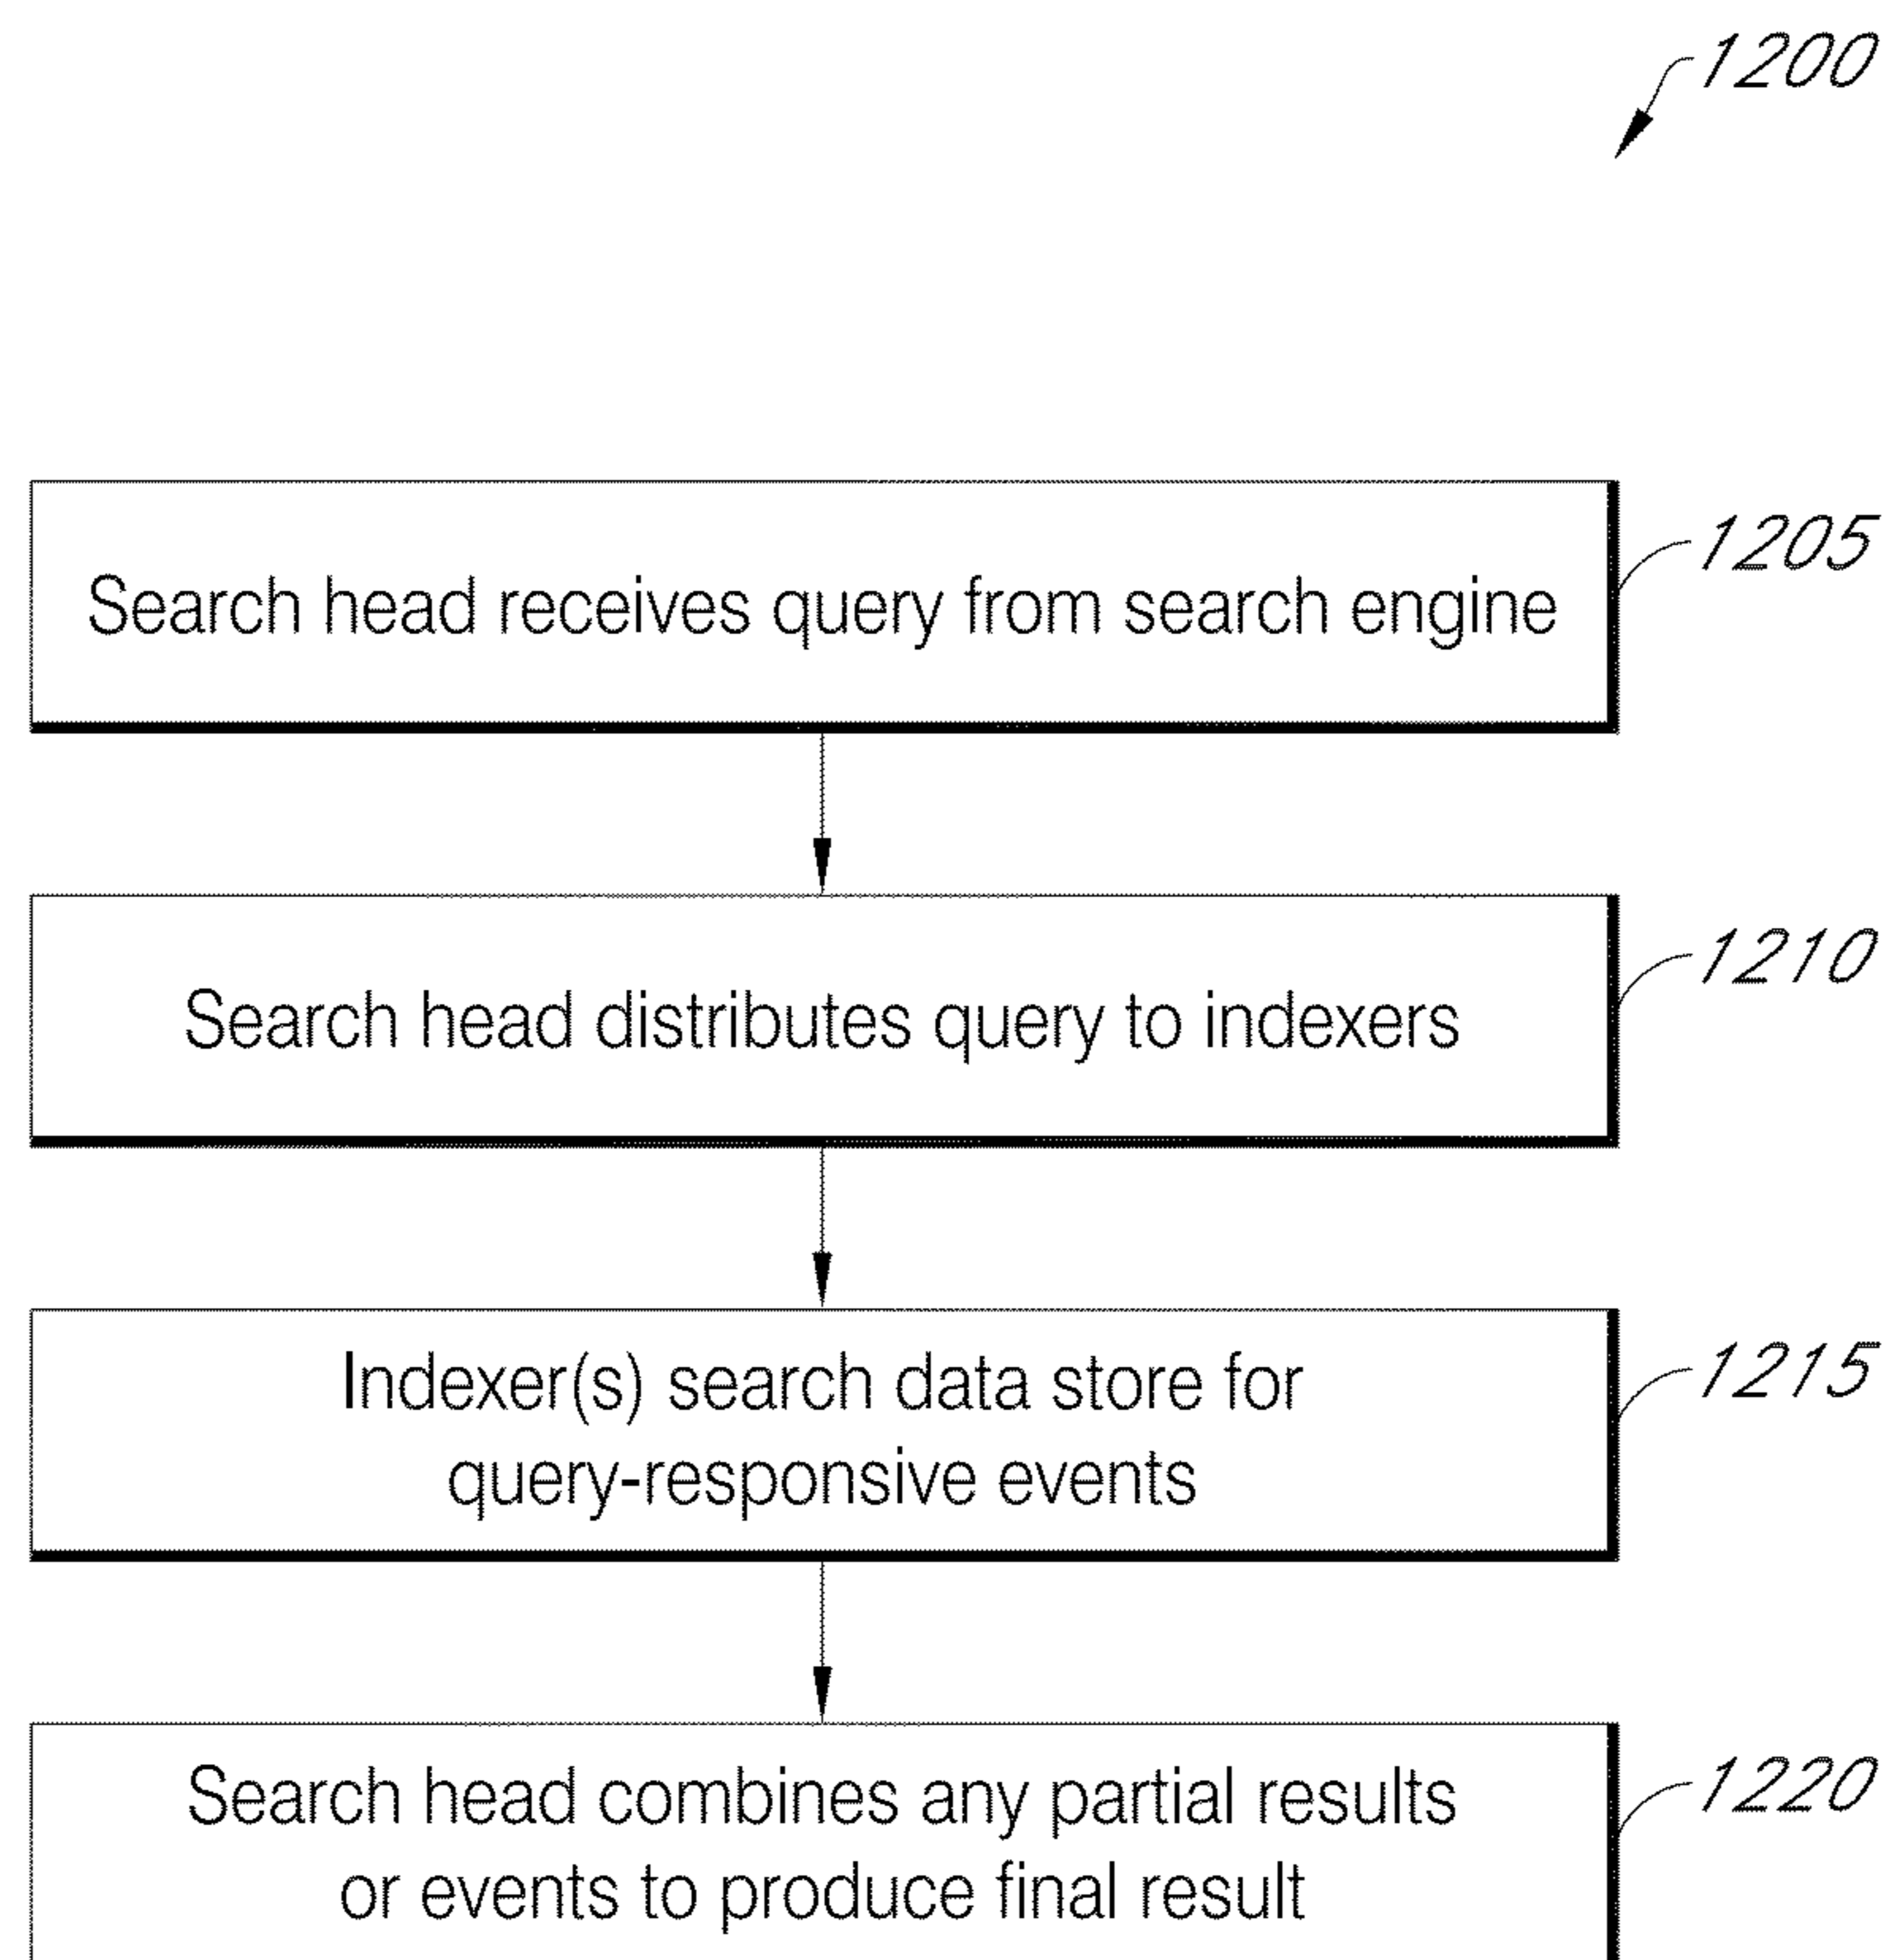 1200
Search head receives query from search engine
1205
Search head distributes query to indexers
1210
Indexer(s) search data store for
query-responsive events
1215
Search head combines any partial results
or events to produce final result
1220